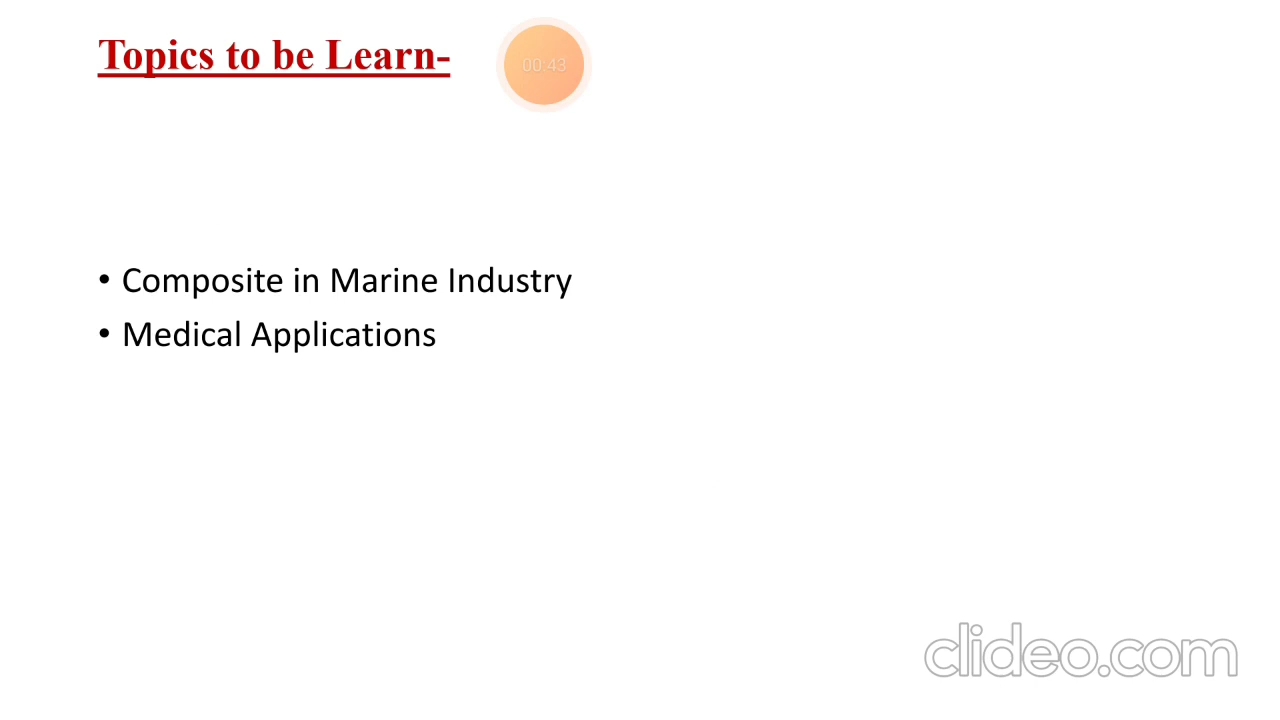 Topics to be Learn-
00:43
• Composite in Marine Industry
• Medical Applications
clideo.com